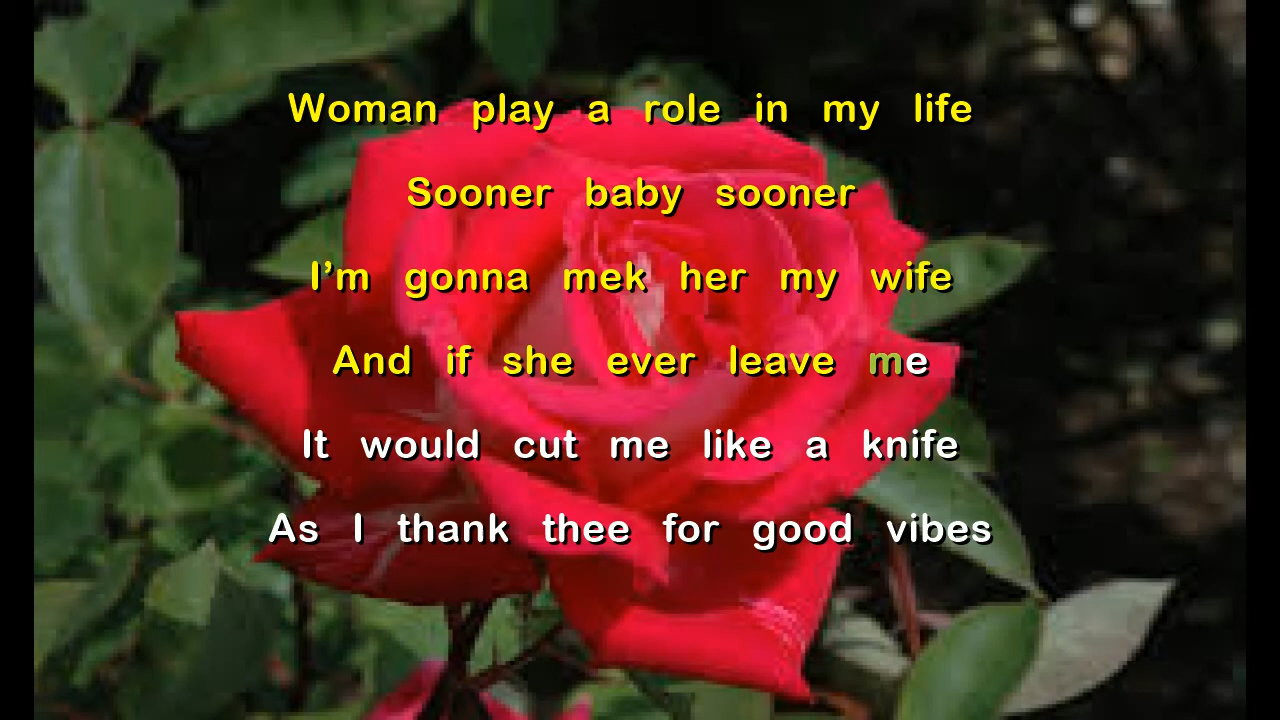 Woman play a role in my life
Sooner baby sooner
I'm gonna mek her my wife
And if she ever leave me
It would cut me like a knife
As I thank thee for good vibes